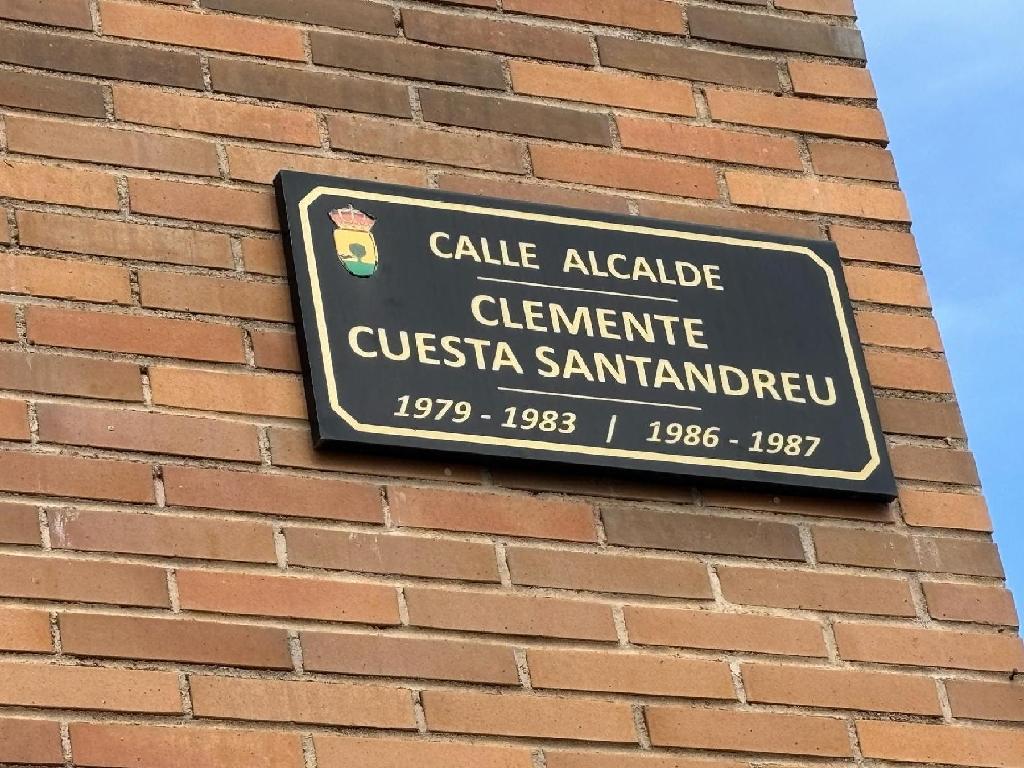 CALLE ALCALDE
CLEMENTE
CUESTA SANTANDREU
1979 - 1983 | 1986 - 1987